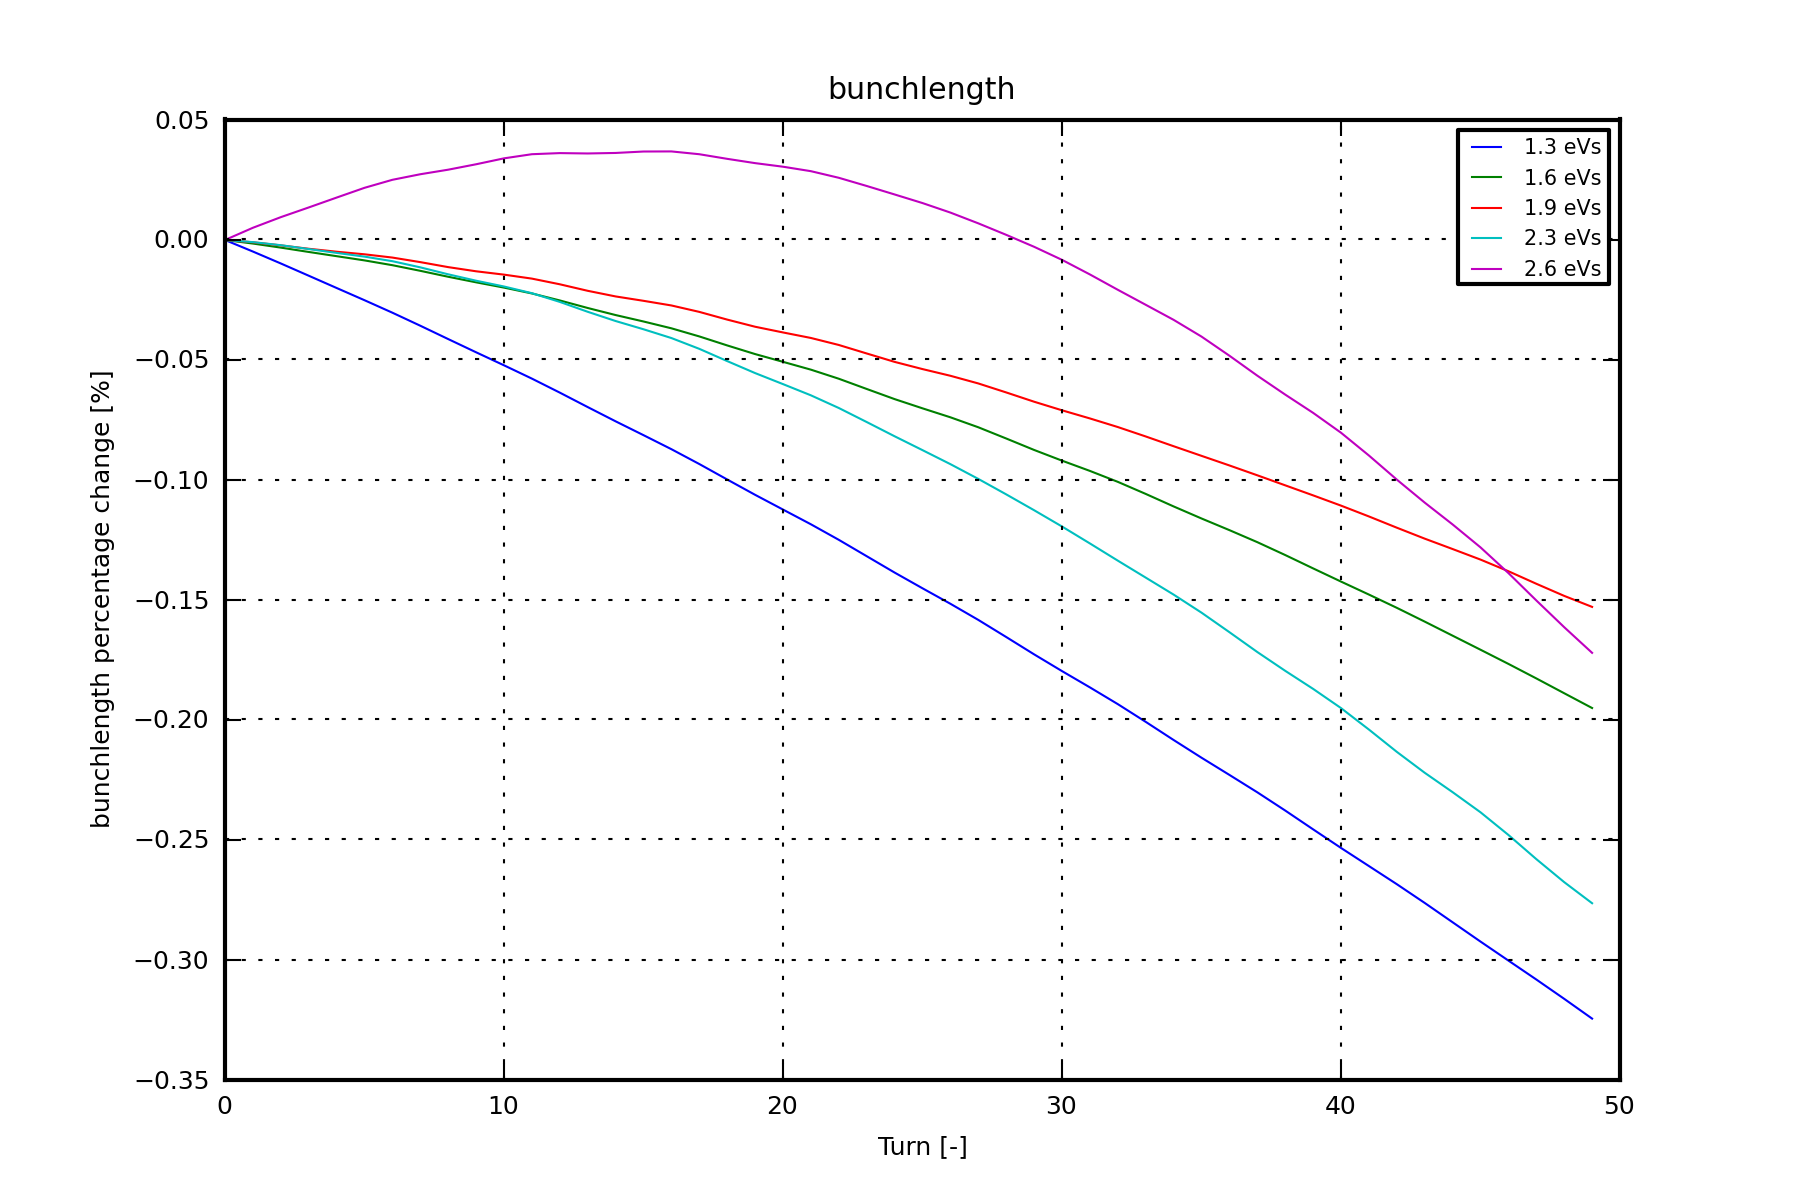 bunchlength
0.05
0.00
−0.05
−0.10
−0.15
−0.20
−0.25
−0.30
−0.35
bunchlength percentage change [%]
1.3 eVs
1.6 eVs
1.9 eVs
2.3 eVs
2.6 eVs
0 10 20 30 40 50
Turn [-]